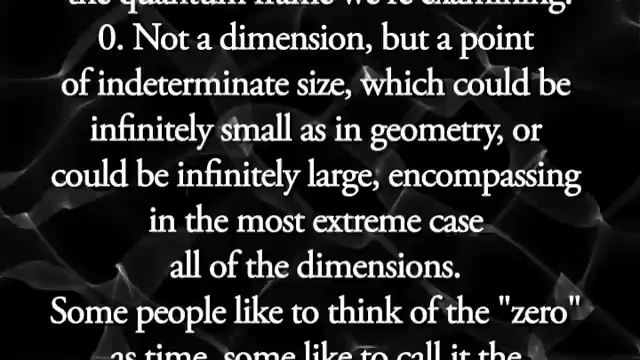 the quantum frame we're examining.
0. Not a dimension, but a point
of indeterminate size, which could be
infinitely small as in geometry, or
could be infinitely large, encompassing
in the most extreme case
all of the dimensions.
Some people like to think of the "zero"
as time, some like to call it the